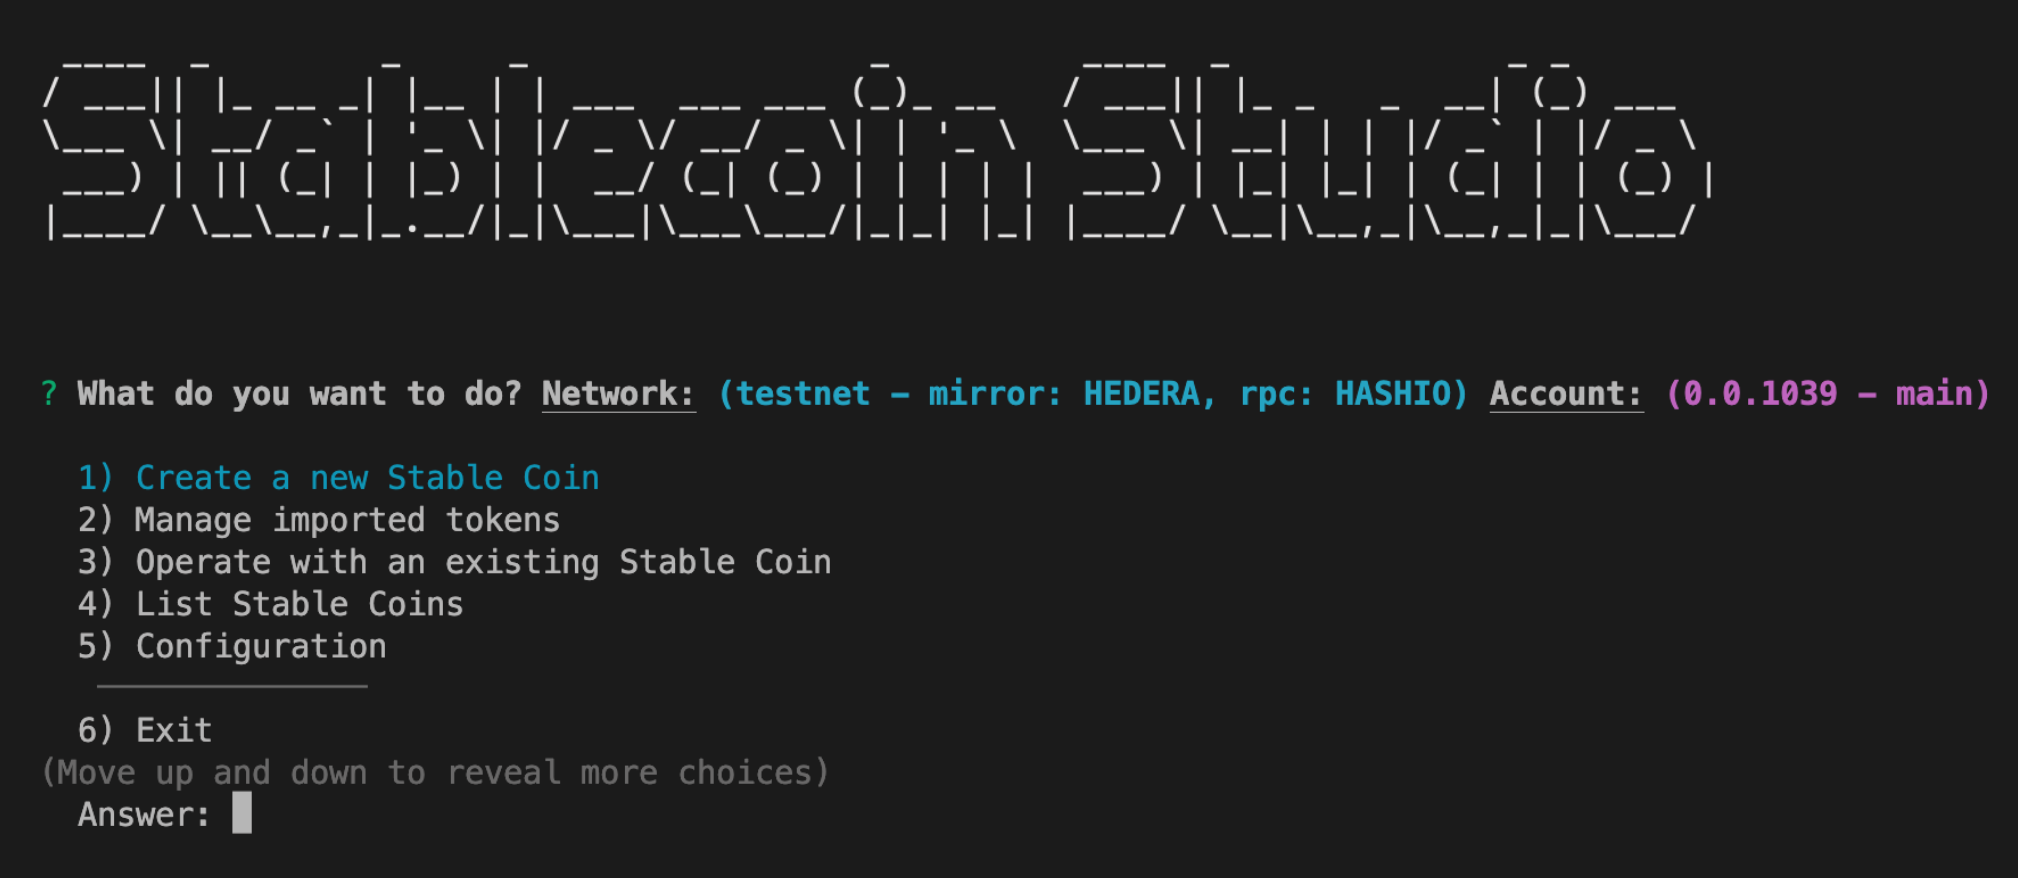 Stablecoin Studio
? What do you want to do? Network: (testnet – mirror: HEDERA, rpc: HASHIO) Account: (0.0.1039 – main)
1) Create a new Stable Coin
2) Manage imported tokens
3) Operate with an existing Stable Coin
4) List Stable Coins
5) Configuration
6) Exit
(Move up and down to reveal more choices)
Answer: